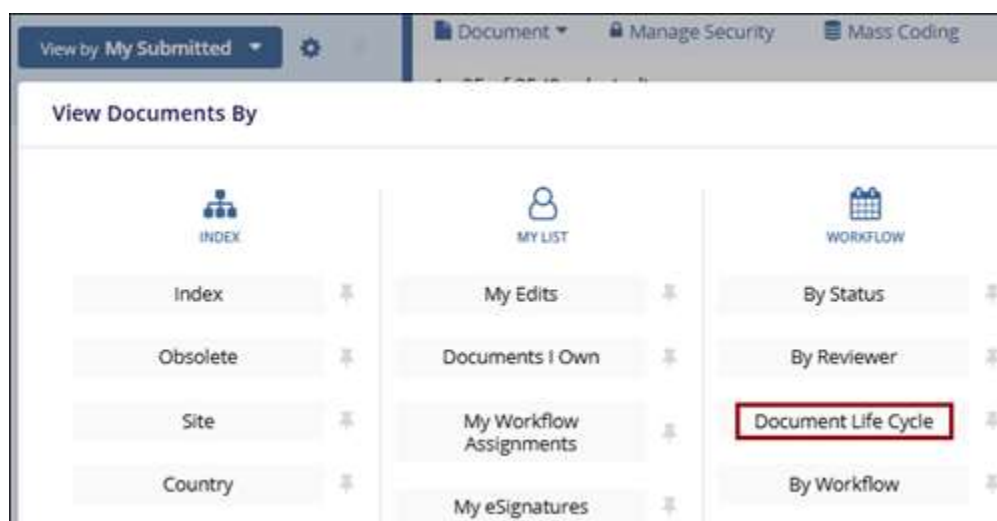 View by My Submitted
Document
Manage Security
Mass Coding
View Documents By
INDEX
MY LIST
WORKFLOW
Index
My Edits
By Status
Obsolete
Documents I Own
By Reviewer
Site
My Workflow
Assignments
Document Life Cycle
Country
My eSignatures
By Workflow